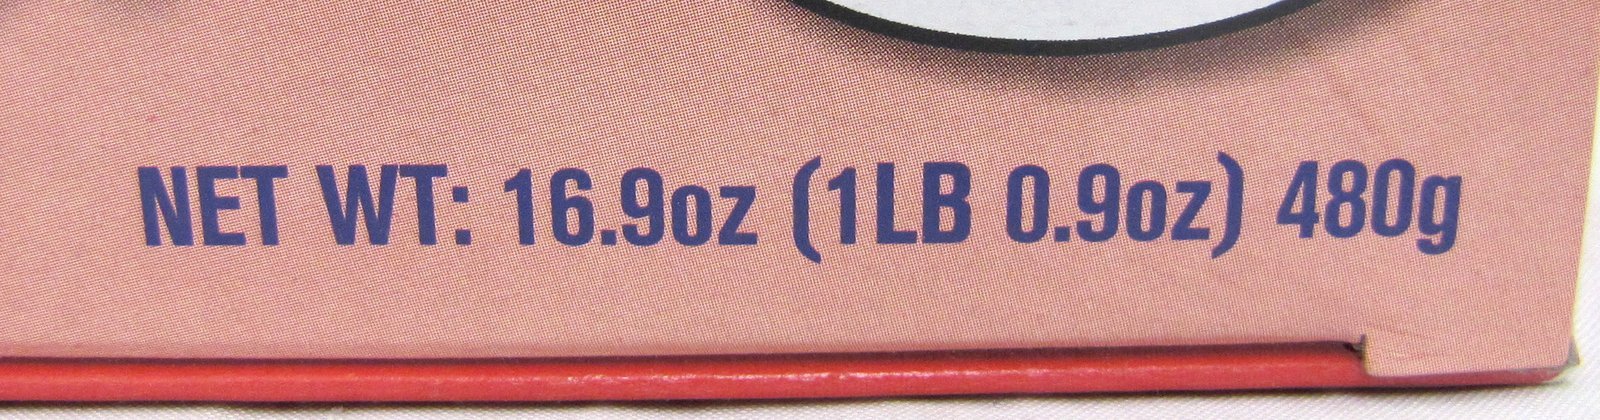 NET WT: 16.9oz (1LB 0.9oz) 480g